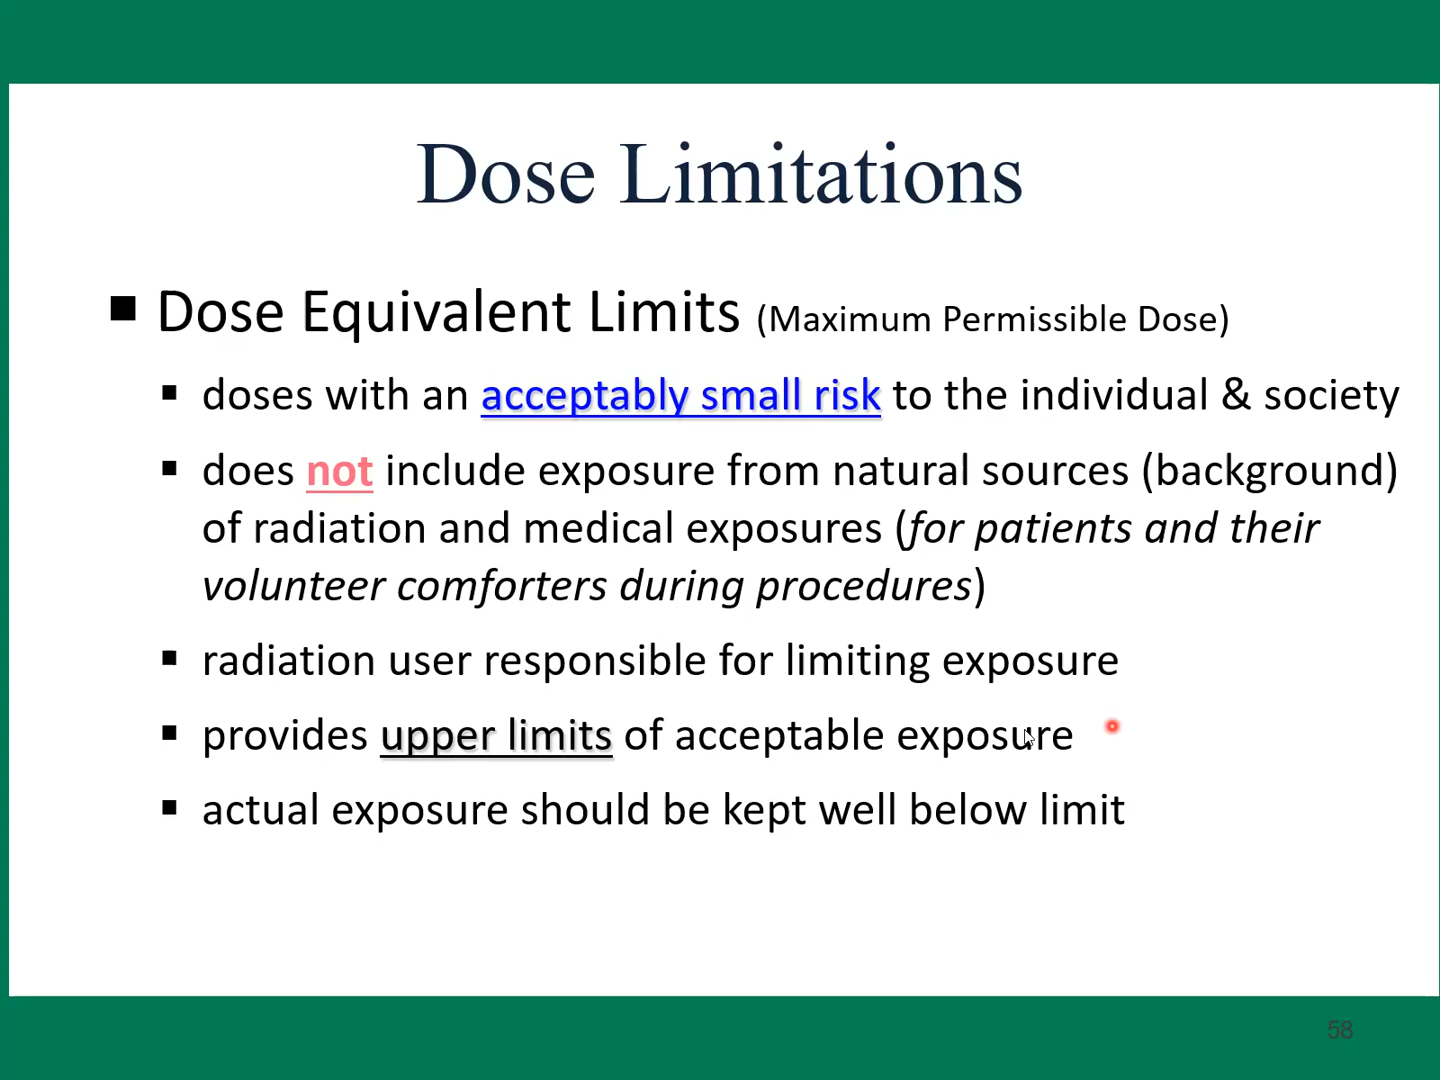 Dose Limitations
■ Dose Equivalent Limits (Maximum Permissible Dose)
▪ doses with an acceptably small risk to the individual & society
▪ does not include exposure from natural sources (background)
of radiation and medical exposures (for patients and their
volunteer comforters during procedures)
▪ radiation user responsible for limiting exposure
▪ provides upper limits of acceptable exposure
▪ actual exposure should be kept well below limit
58